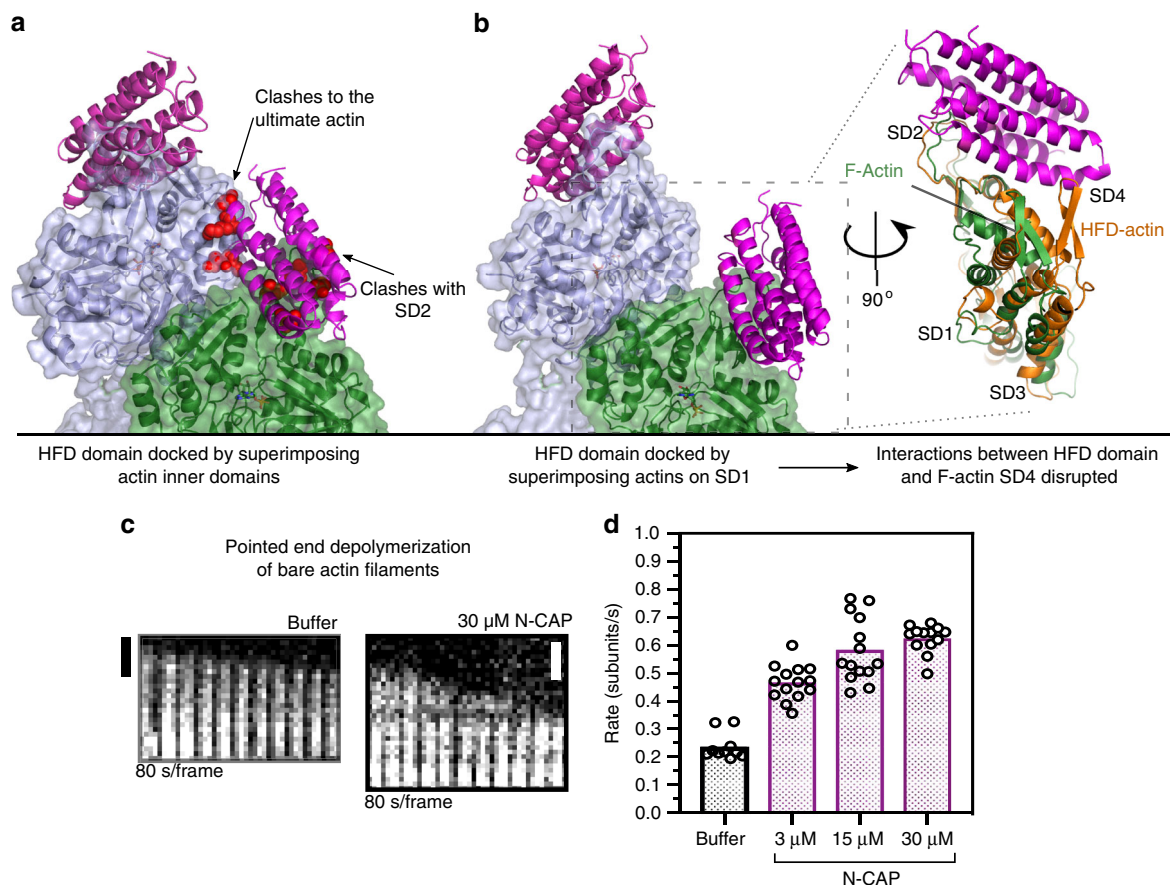 a
Clashes to the
ultimate actin
Clashes with
SD2
HFD domain docked by superimposing
actin inner domains
b
SD2
F-Actin
SD4
HFD-actin
90°
SD1
SD3
HFD domain docked by
superimposing actins on SD1
Interactions between HFD domain
and F-actin SD4 disrupted
c
Pointed end depolymerization
of bare actin filaments
Buffer
80 s/frame
30 µM N-CAP
80 s/frame
d
Rate (subunits/s)
1.0
0.9
0.8
0.7
0.6
0.5
0.4
0.3
0.2
0.1
0.0
Buffer
3 µM
15 µM
30 µM
N-CAP